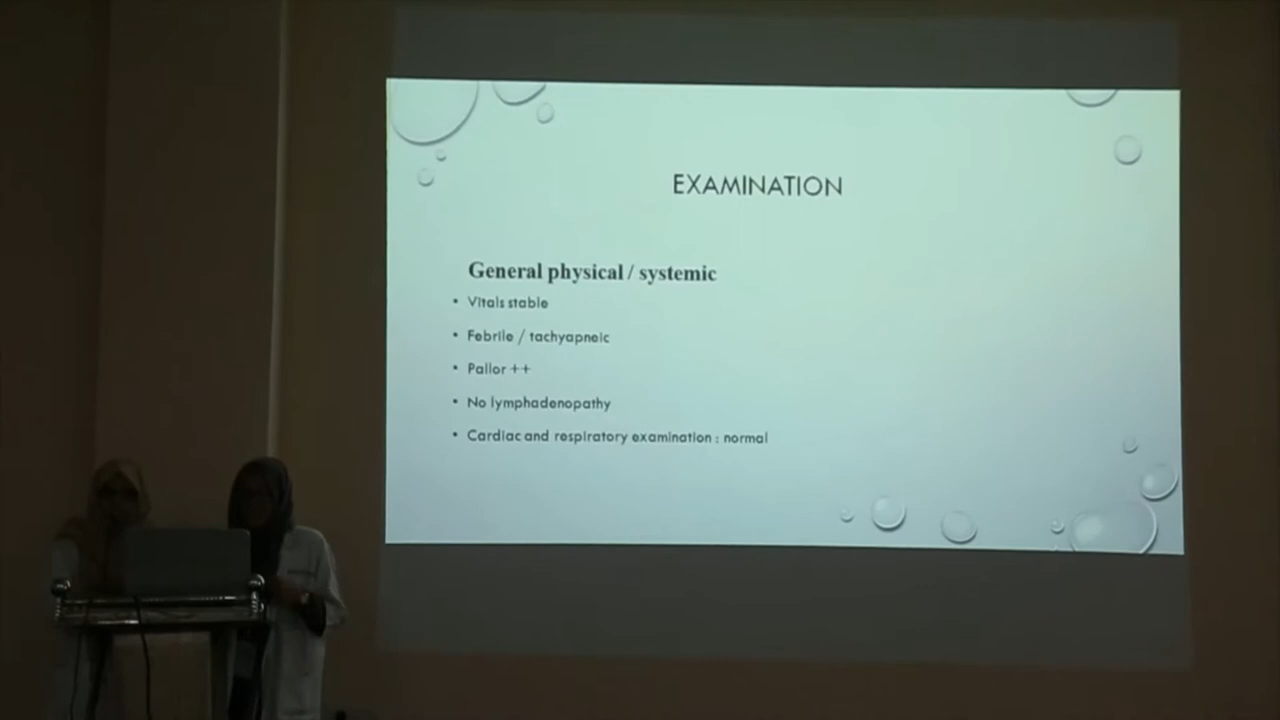 EXAMINATION
General physical / systemic
• Vitals stable
• Febrile / tachyapneic
• Pallor ++
• No lymphadenopathy
• Cardiac and respiratory examination : normal